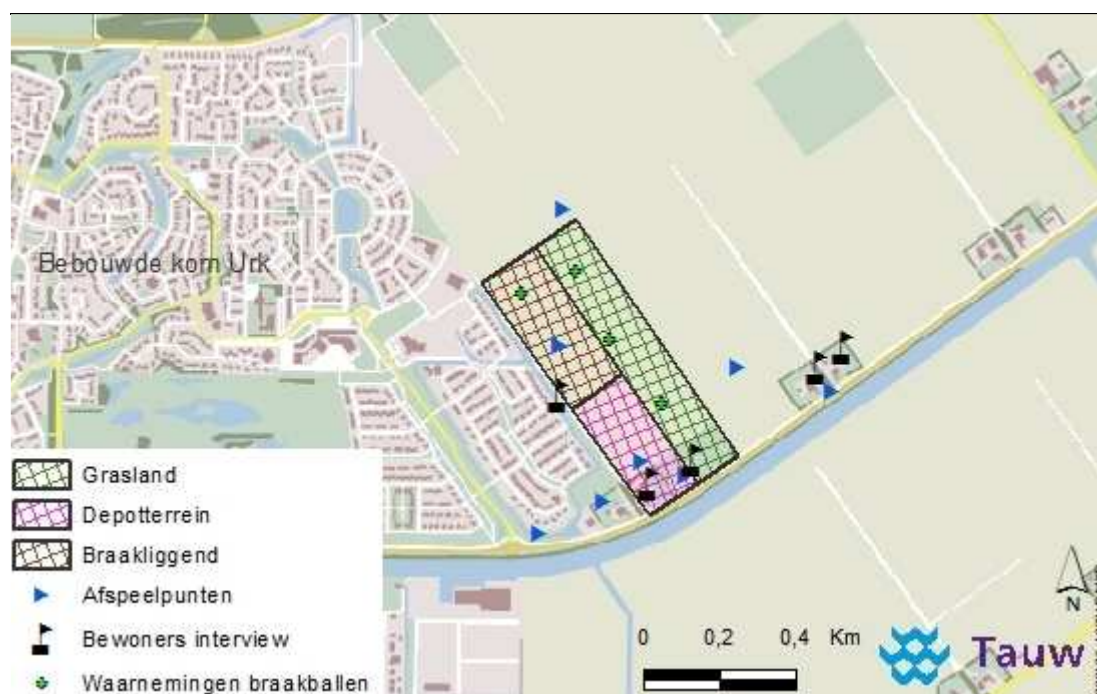 Bebouwde kom Urk
Grasland
Depotterrein
Braakliggend
Afspeelpunten
Bewoners interview
Waarnemingen braakballen
0 0,2 0,4 Km
N
Tauw